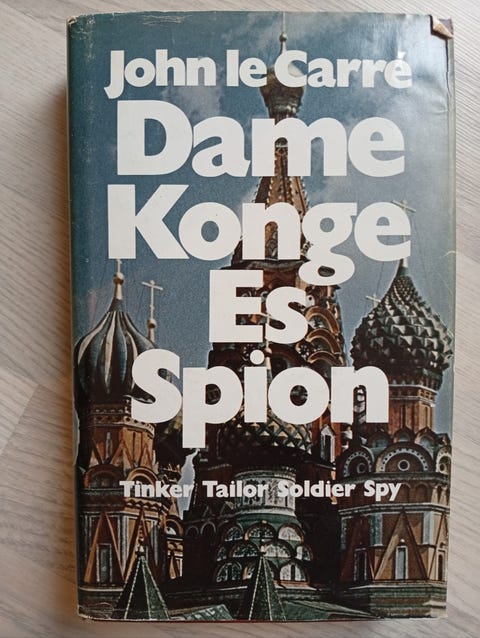 John le Carré
Dame
Konge
Es
Spion
Tinker Tailor Soldier Spy